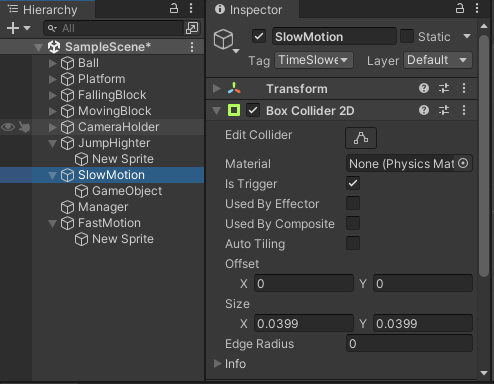 Hierarchy
All
SampleScene*
Ball
Platform
FallingBlock
MovingBlock
CameraHolder
JumpHighter
New Sprite
SlowMotion
GameObject
Manager
FastMotion
New Sprite
Inspector
SlowMotion Static
Tag TimeSlowe Layer Default
Transform
Box Collider 2D
Edit Collider
Material None (Physics Mat
Is Trigger
Used By Effector
Used By Composite
Auto Tiling
Offset
X 0 Y 0
Size
X 0.0399 Y 0.0399
Edge Radius 0
Info